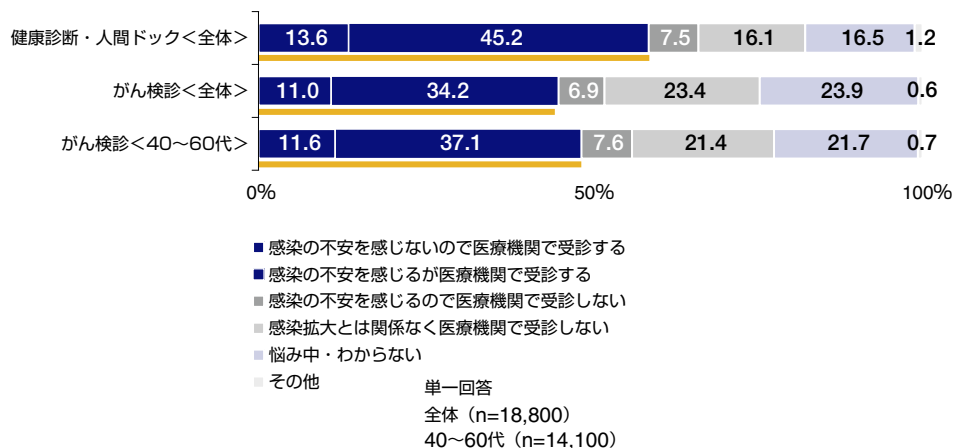 健康診断・人間ドック＜全体＞ 13.6 45.2 7.5 16.1 16.5 1.2
がん検診＜全体＞ 11.0 34.2 6.9 23.4 23.9 0.6
がん検診＜40〜60代＞ 11.6 37.1 7.6 21.4 21.7 0.7
0% 50% 100%
感染の不安を感じないので医療機関で受診する
感染の不安を感じるが医療機関で受診する
感染の不安を感じるので医療機関で受診しない
感染拡大とは関係なく医療機関で受診しない
悩み中・わからない
その他
単一回答
全体（n=18,800）
40〜60代（n=14,100）